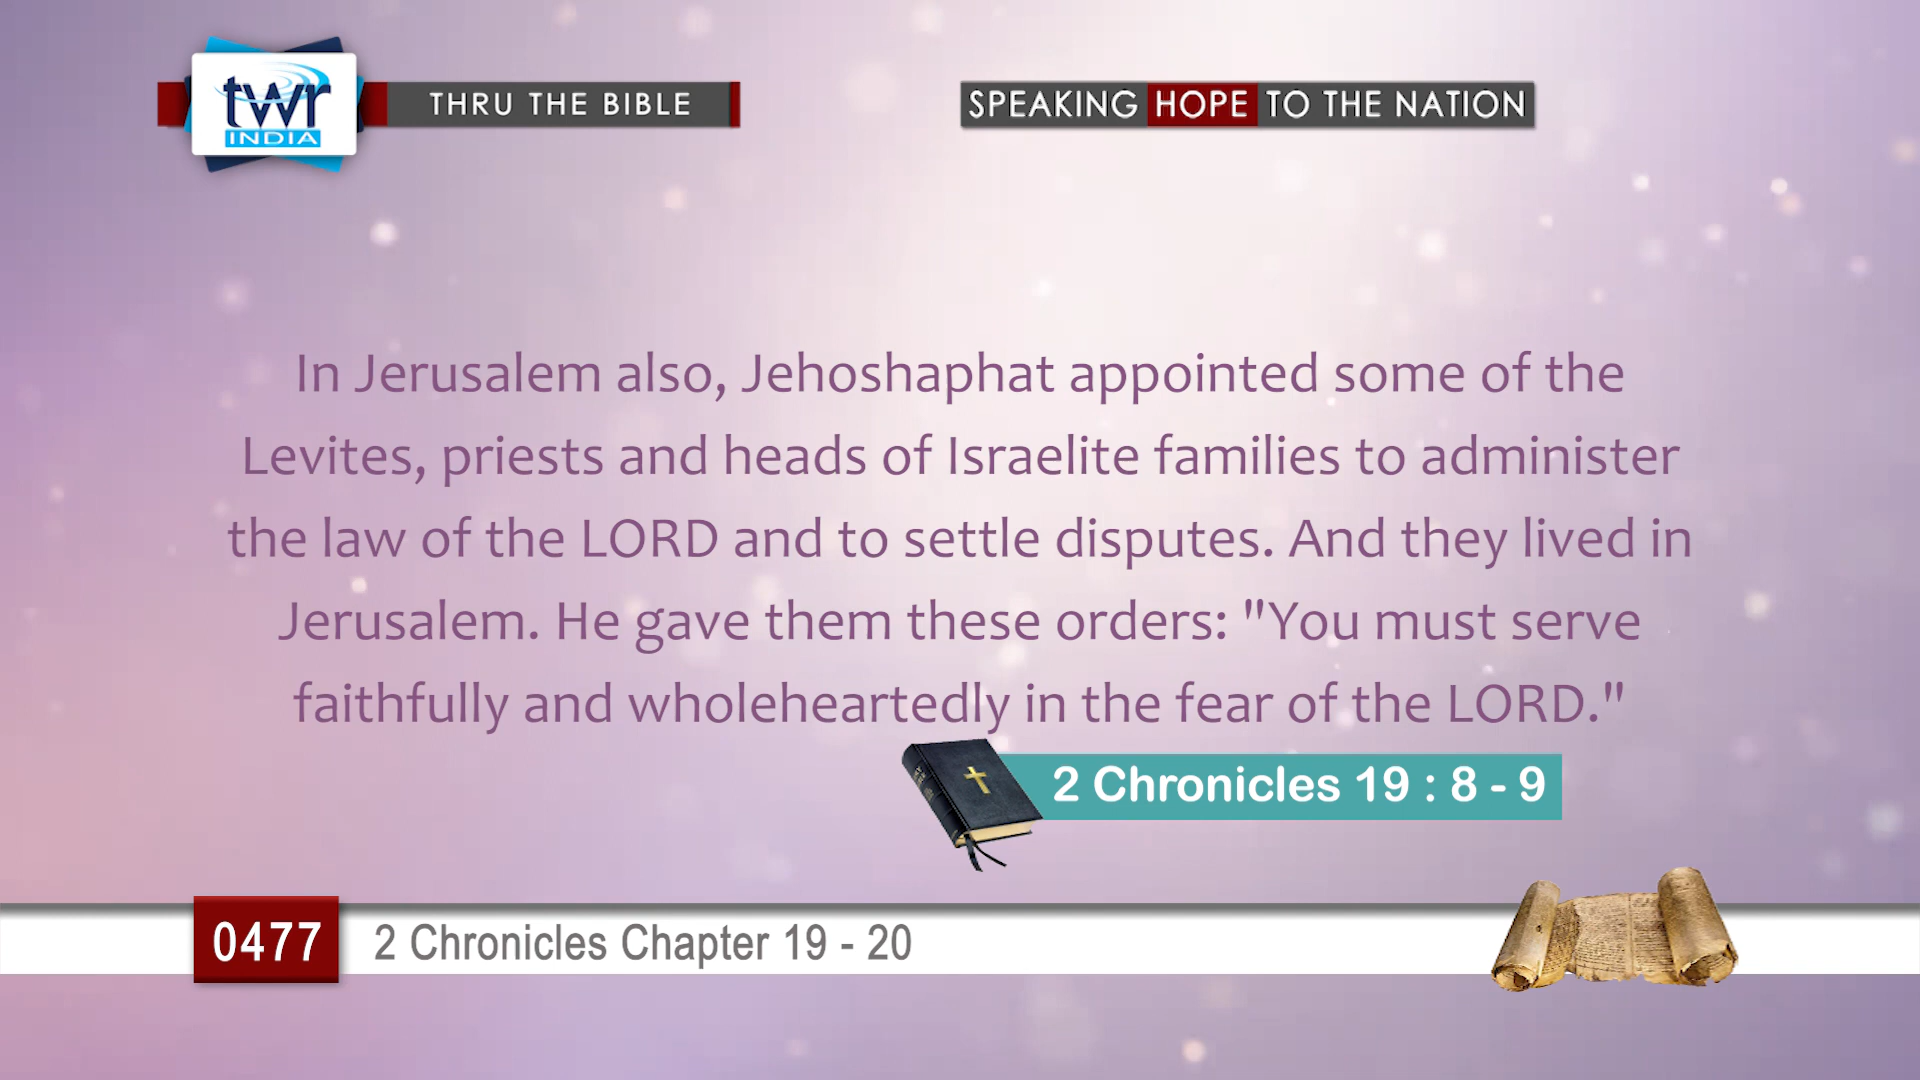 twr
INDIA
THRU THE BIBLE
SPEAKING HOPE TO THE NATION
In Jerusalem also, Jehoshaphat appointed some of the
Levites, priests and heads of Israelite families to administer
the law of the LORD and to settle disputes. And they lived in
Jerusalem. He gave them these orders: "You must serve
faithfully and wholeheartedly in the fear of the LORD."
2 Chronicles 19 : 8 - 9
0477
2 Chronicles Chapter 19 - 20